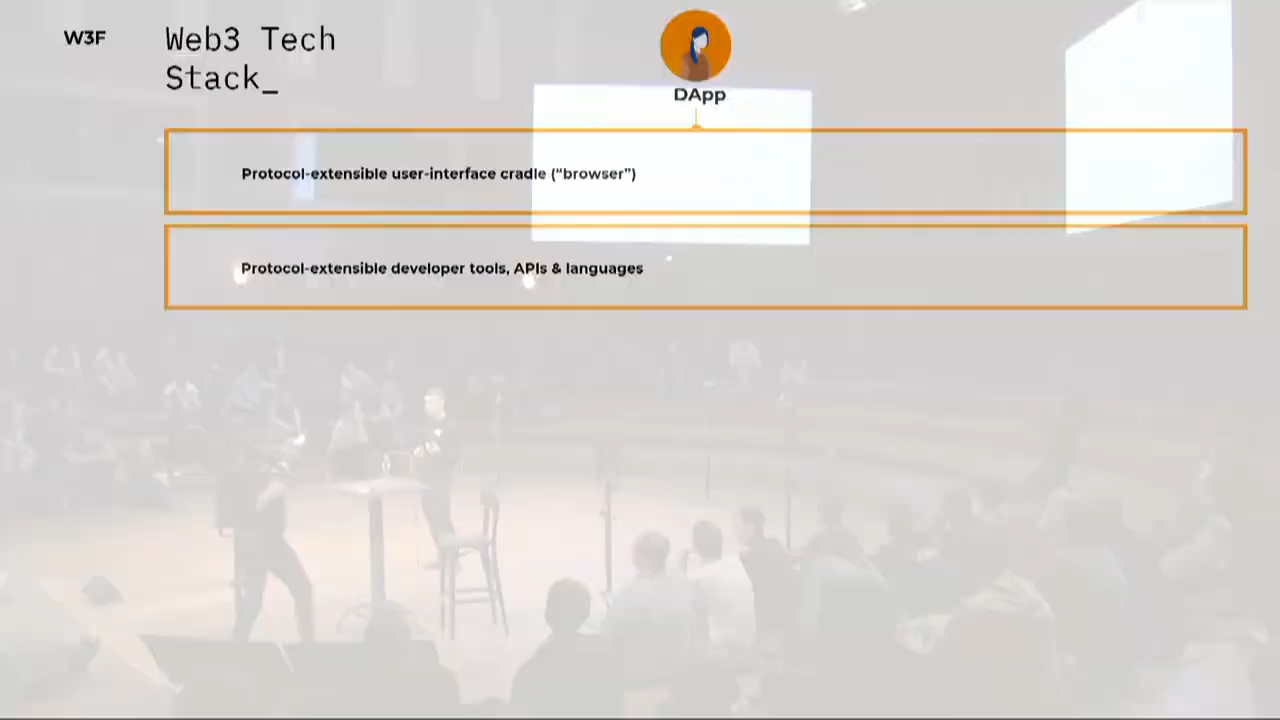 W3F
Web3 Tech
Stack_
DApp
Protocol-extensible user-interface cradle (“browser”)
Protocol-extensible developer tools, APIs & languages